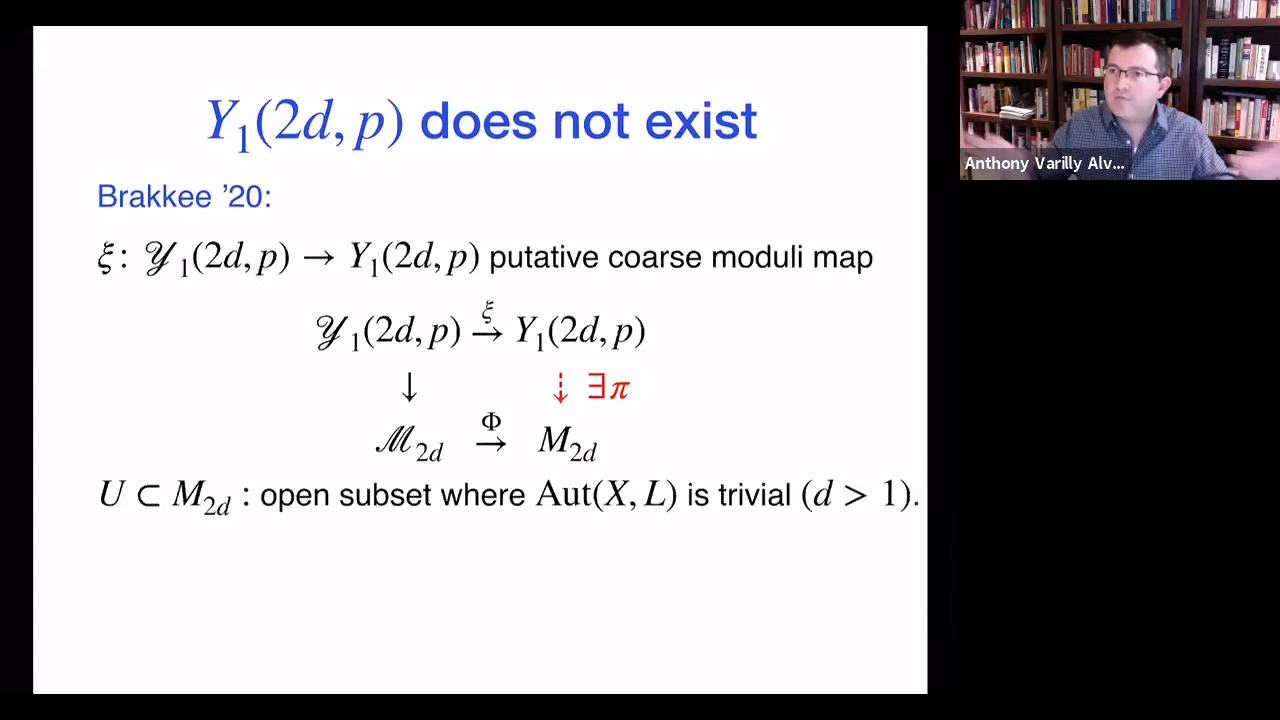 Y₁(2d, p) does not exist
Brakkee ’20:
ξ: 𝒴₁(2d, p) → Y₁(2d, p) putative coarse moduli map
𝒴₁(2d, p) →^ξ Y₁(2d, p)
↓ ⇣ ∃π
ℳ₂d →^Φ M₂d
U ⊂ M₂d : open subset where Aut(X, L) is trivial (d > 1).
Anthony Varilly Alv...